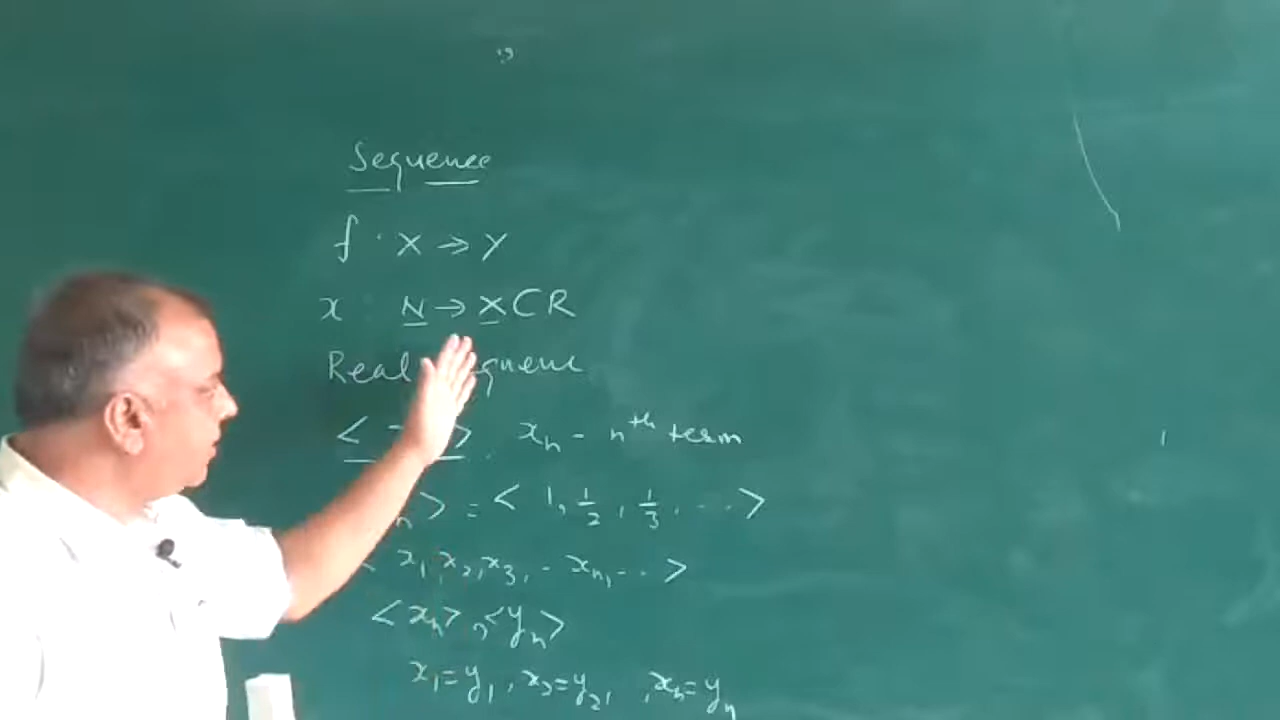 Sequence
f : X → Y
x : N → X ⊂ R
Real
< > . xₙ - nᵗʰ term
ₙ > = < 1, 1/2, 1/3, ... >
x₁, x₂, x₃, .. xₙ, ... >
<xₙ>, <yₙ>
x₁=y₁, x₂=y₂, , xₙ=yₙ